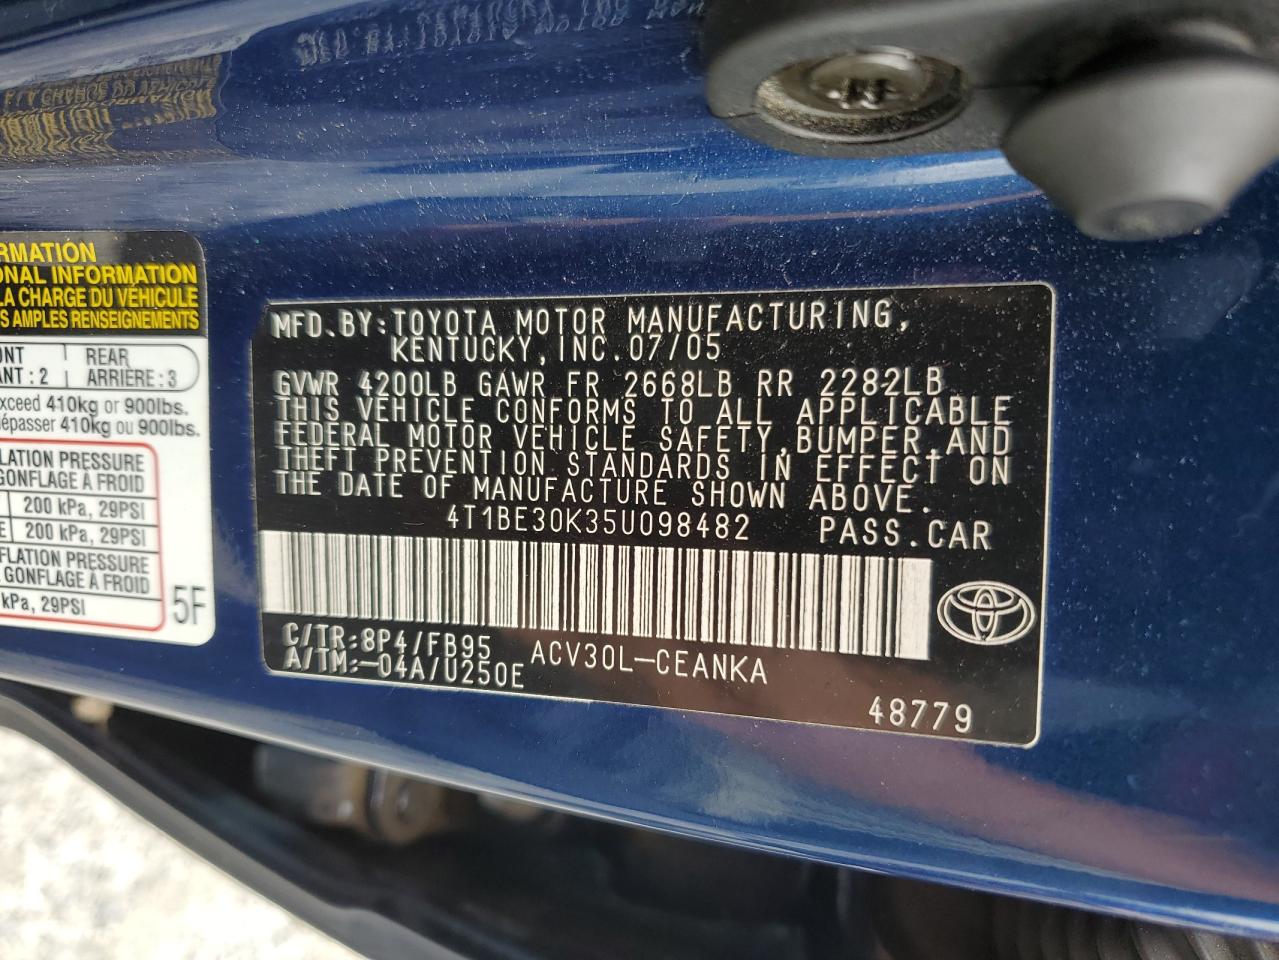 RMATION
ONAL INFORMATION
LA CHARGE DU VÉHICULE
S AMPLES RENSEIGNEMENTS
ONT REAR
ANT : 2 ARRIÈRE : 3
xceed 410kg or 900lbs.
dépasser 410kg ou 900lbs.
LATION PRESSURE
GONFLAGE À FROID
200 kPa, 29PSI
E 200 kPa, 29PSI
FLATION PRESSURE
GONFLAGE À FROID
kPa, 29PSI
5F
MFD.BY:TOYOTA MOTOR MANUFACTURING,
KENTUCKY,INC.07/05
GVWR 4200LB GAWR FR 2668LB RR 2282LB
THIS VEHICLE CONFORMS TO ALL APPLICABLE
FEDERAL MOTOR VEHICLE SAFETY,BUMPER,AND
THEFT PREVENTION STANDARDS IN EFFECT ON
THE DATE OF MANUFACTURE SHOWN ABOVE.
4T1BE30K35U098482 PASS.CAR
C/TR:8P4/FB95 ACV30L-CEANKA
A/TM:-04A/U250E
48779